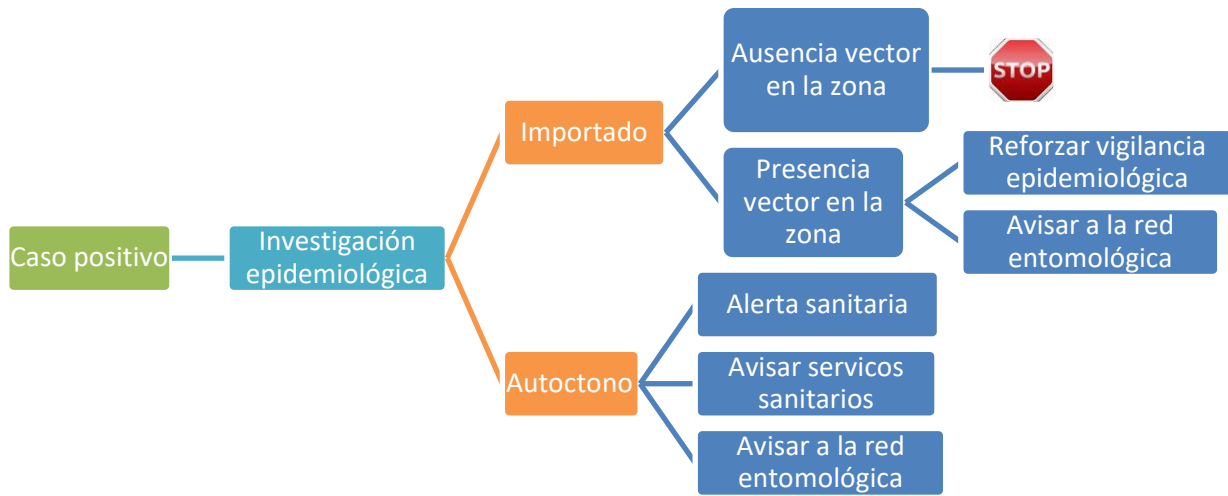 Caso positivo
Investigación
epidemiológica
Importado
Ausencia vector
en la zona
STOP
Presencia
vector en la
zona
Reforzar vigilancia
epidemiológica
Avisar a la red
entomológica
Autoctono
Alerta sanitaria
Avisar servicos
sanitarios
Avisar a la red
entomológica